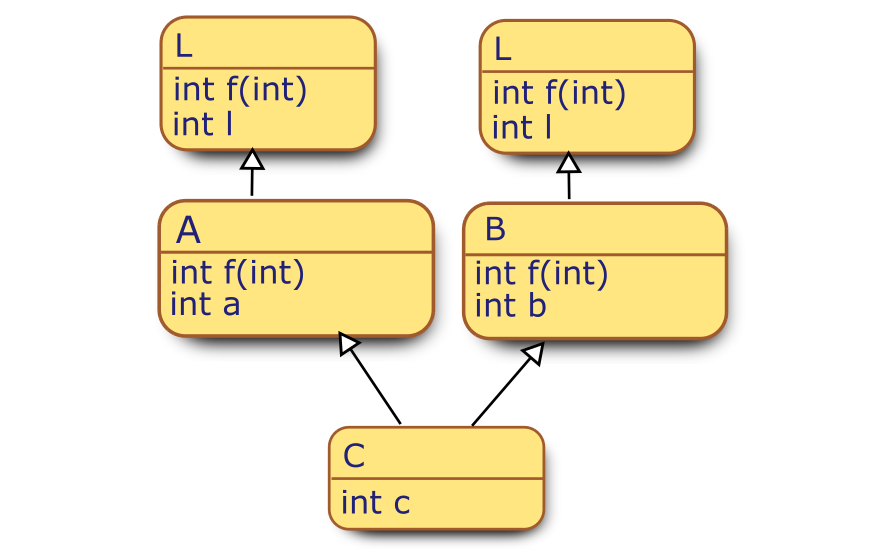 L
int f(int)
int l
L
int f(int)
int l
A
int f(int)
int a
B
int f(int)
int b
C
int c